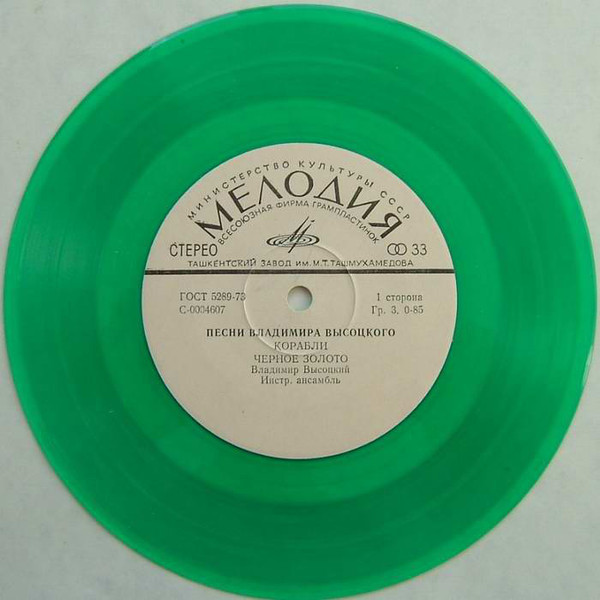 МИНИСТЕРСТВО КУЛЬТУРЫ СССР
МЕЛОДИЯ
ВСЕСОЮЗНАЯ ФИРМА ГРАМПЛАСТИНОК
СТЕРЕО 33
ТАШКЕНТСКИЙ ЗАВОД ИМ. М.Т.ТАШМУХАМЕДОВА
ГОСТ 5289-73 1 сторона
С-0004607 Гр. 3. 0-85
ПЕСНИ ВЛАДИМИРА ВЫСОЦКОГО
КОРАБЛИ
ЧЕРНОЕ ЗОЛОТО
Владимир Высоцкий
Инстр. ансамбль